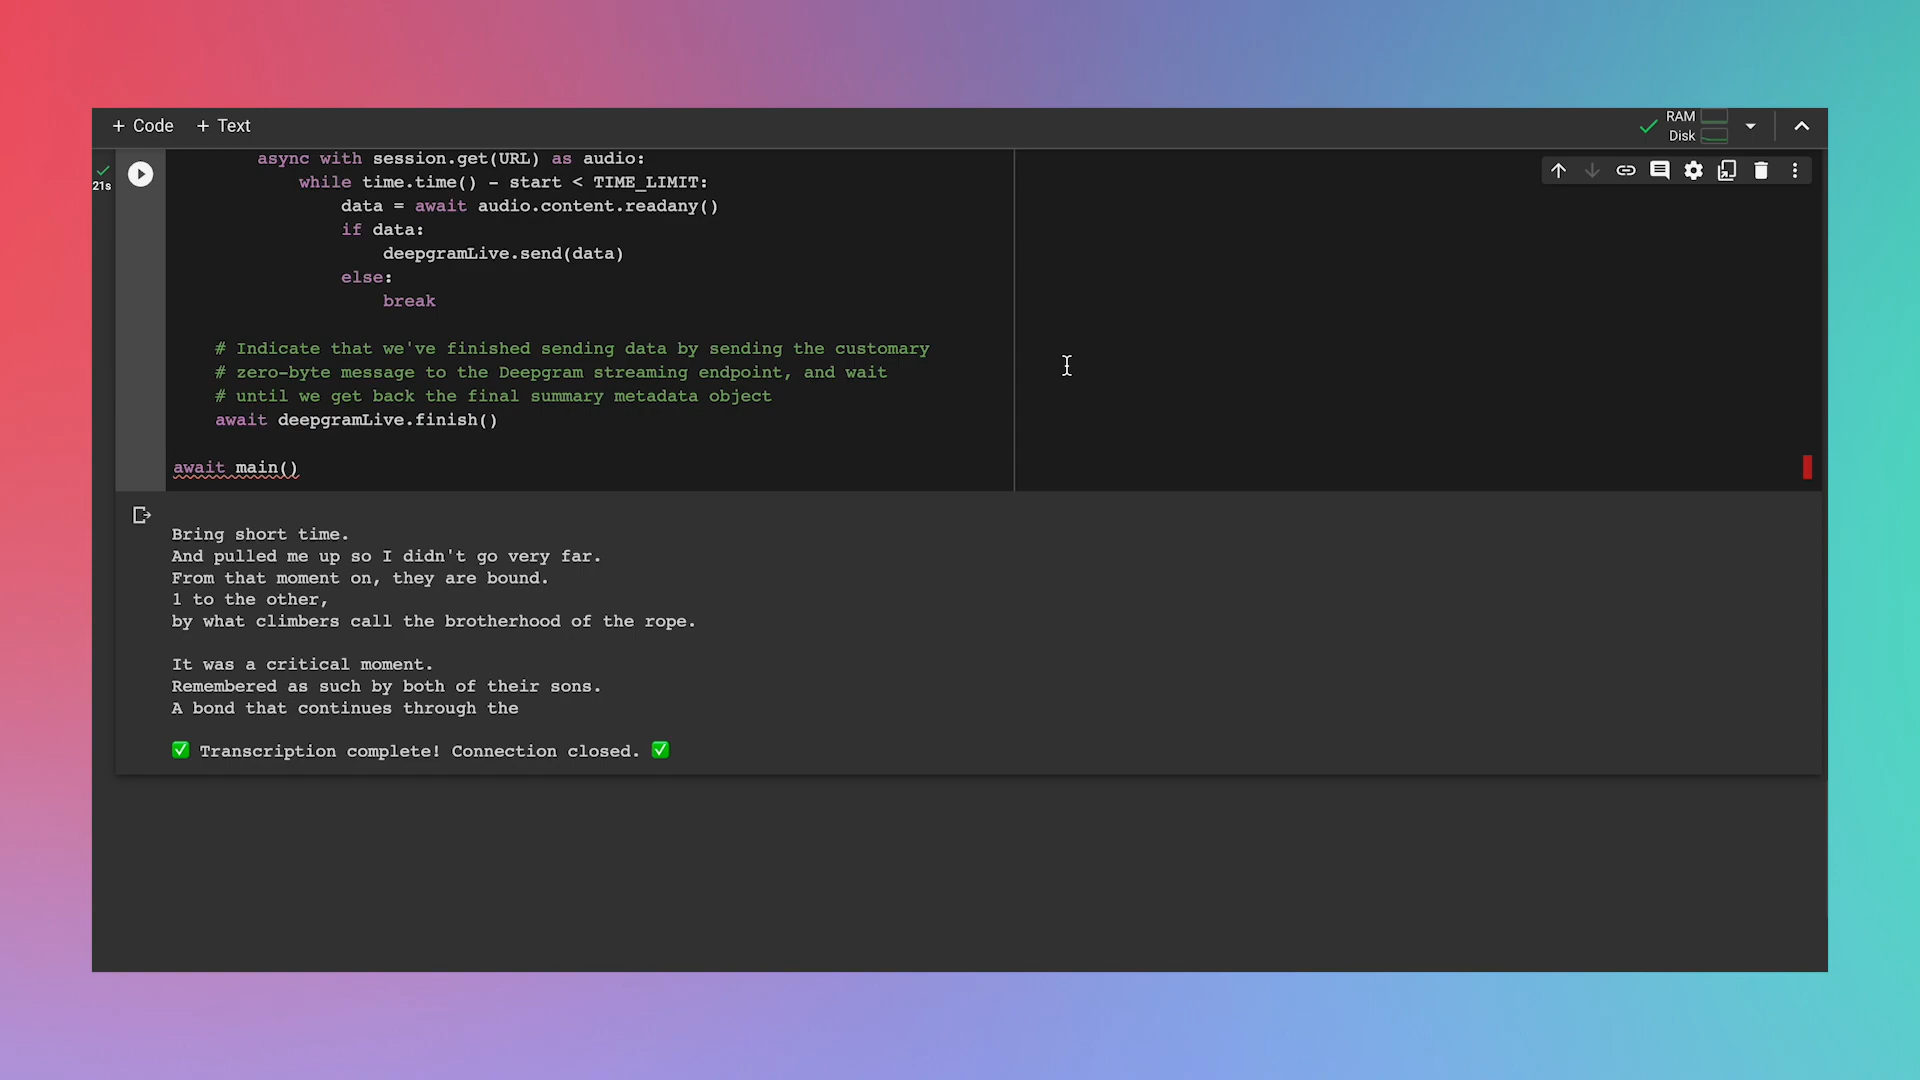 + Code + Text
RAM
Disk
21s
async with session.get(URL) as audio:
while time.time() - start < TIME_LIMIT:
data = await audio.content.readany()
if data:
deepgramLive.send(data)
else:
break
# Indicate that we've finished sending data by sending the customary
# zero-byte message to the Deepgram streaming endpoint, and wait
# until we get back the final summary metadata object
await deepgramLive.finish()
await main()
Bring short time.
And pulled me up so I didn't go very far.
From that moment on, they are bound.
1 to the other,
by what climbers call the brotherhood of the rope.
It was a critical moment.
Remembered as such by both of their sons.
A bond that continues through the
✅ Transcription complete! Connection closed. ✅